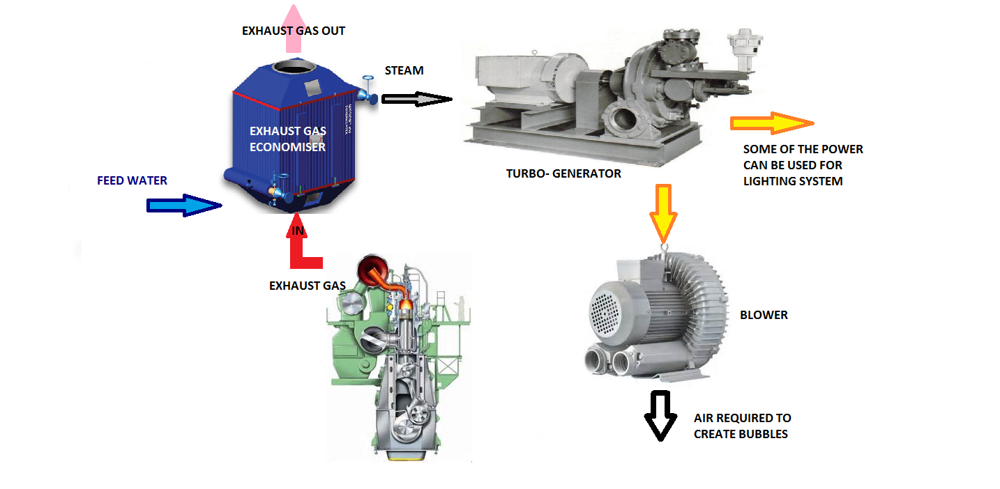 EXHAUST GAS OUT
STEAM
EXHAUST GAS
ECONOMISER
FEED WATER
IN
EXHAUST GAS
TURBO- GENERATOR
SOME OF THE POWER
CAN BE USED FOR
LIGHTING SYSTEM
BLOWER
AIR REQUIRED TO
CREATE BUBBLES